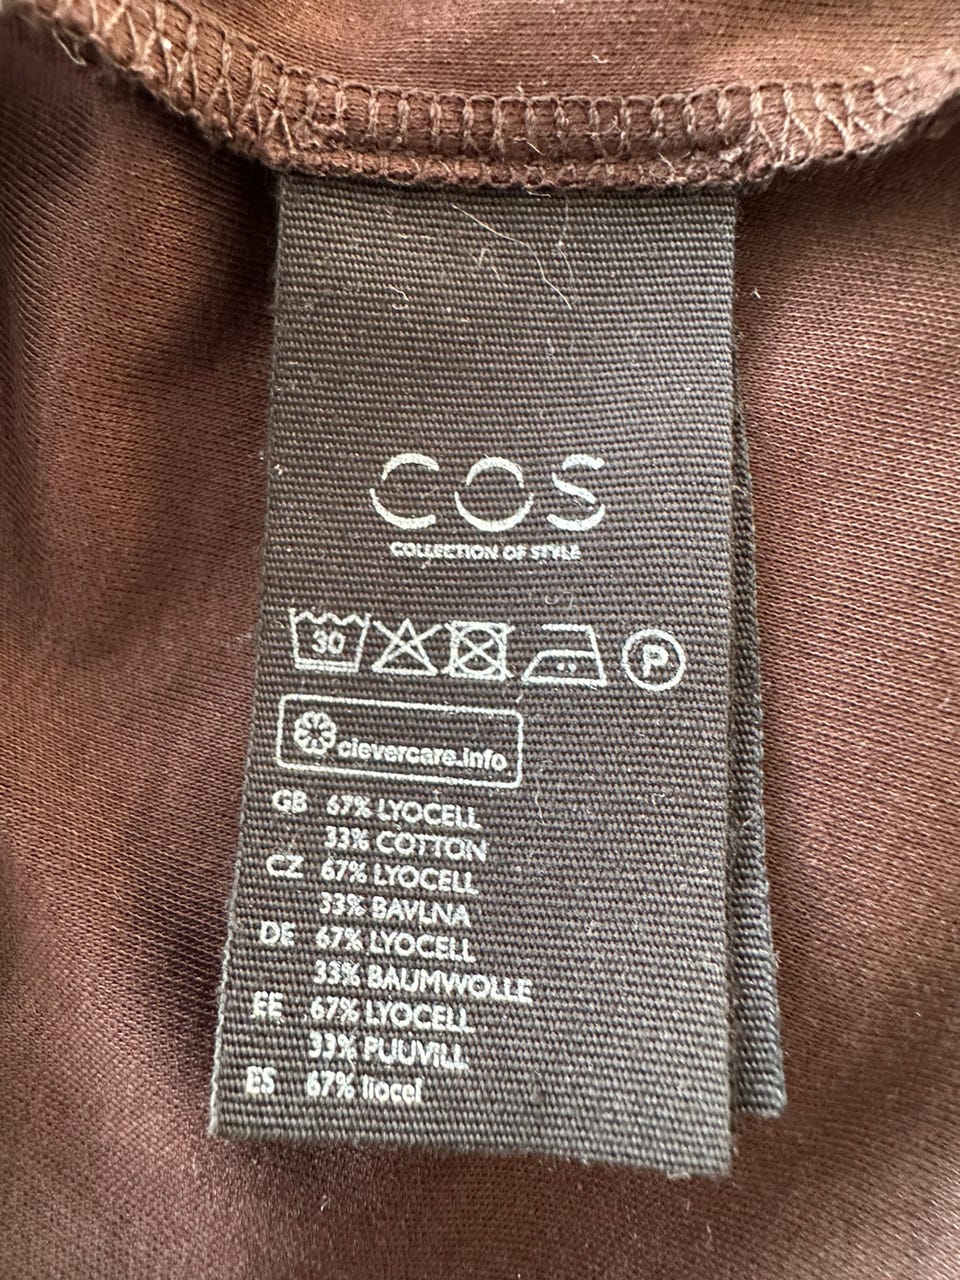 COS
COLLECTION OF STYLE
30 P
clevercare.info
GB 67% LYOCELL
33% COTTON
CZ 67% LYOCELL
33% BAVLNA
DE 67% LYOCELL
33% BAUMWOLLE
EE 67% LYOCELL
33% PUUVILL
ES 67% liocel